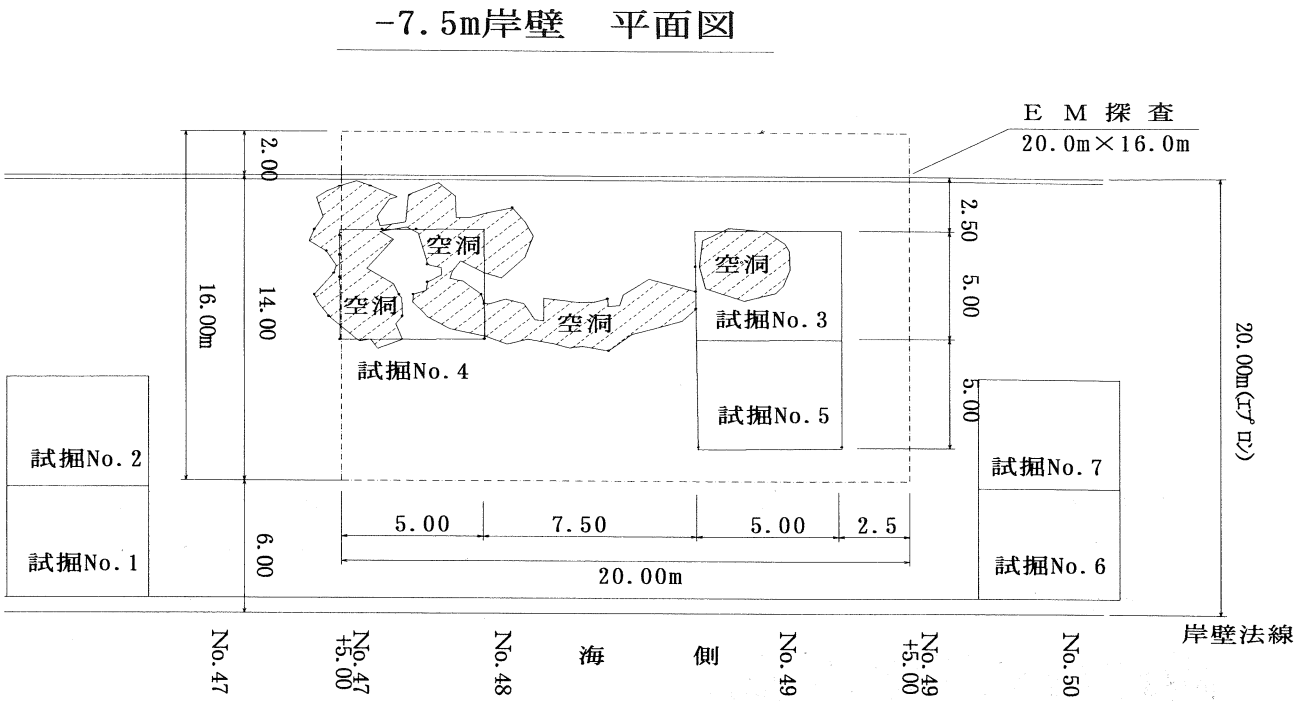 -7.5m岸壁　平面図
ＥＭ探査
20.0m×16.0m
2.00
14.00
16.00m
6.00
2.50
5.00
5.00
20.00m(ｴﾌﾟﾛﾝ)
空洞
空洞
空洞
空洞
試掘No.3
試掘No.4
試掘No.5
試掘No.2
試掘No.1
試掘No.7
試掘No.6
5.00
7.50
5.00
2.5
20.00m
岸壁法線
No.47
No.47
+5.00
No.48
海側
No.49
No.49
+5.00
No.50